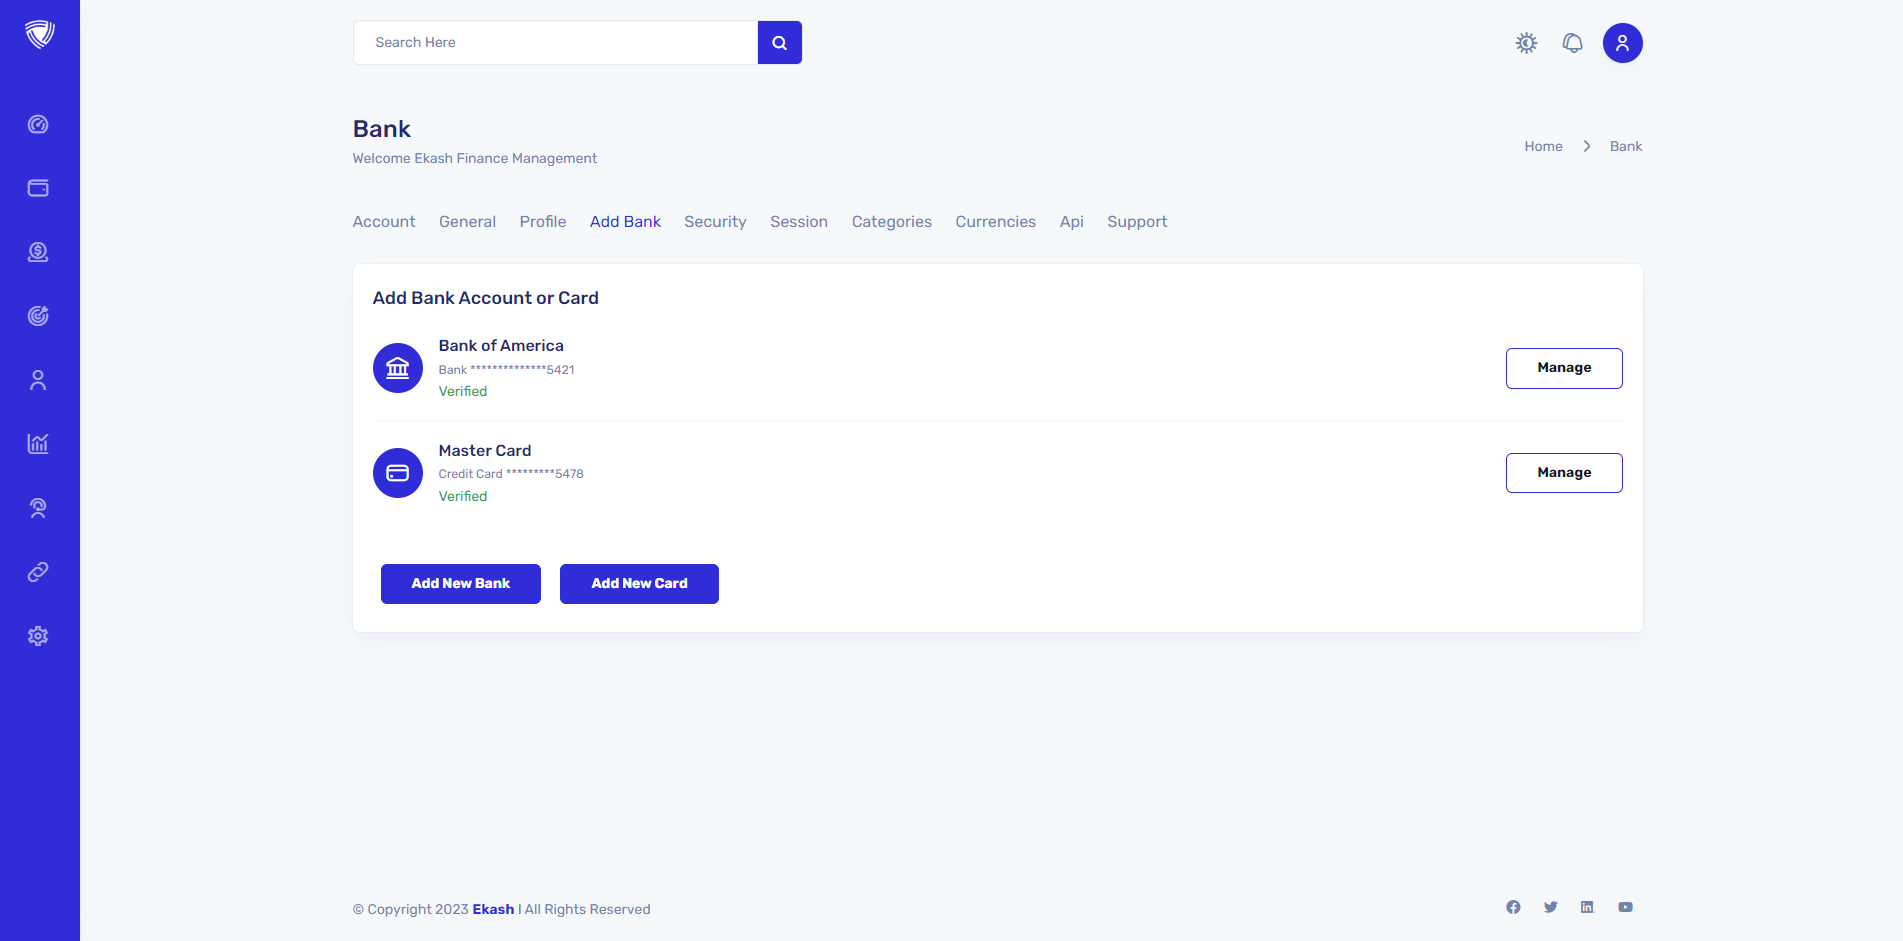 Search Here
Bank
Welcome Ekash Finance Management
Home > Bank
Account General Profile Add Bank Security Session Categories Currencies Api Support
Add Bank Account or Card
Bank of America
Bank **************5421
Verified
Manage
Master Card
Credit Card *********5478
Verified
Manage
Add New Bank Add New Card
© Copyright 2023 Ekash I All Rights Reserved